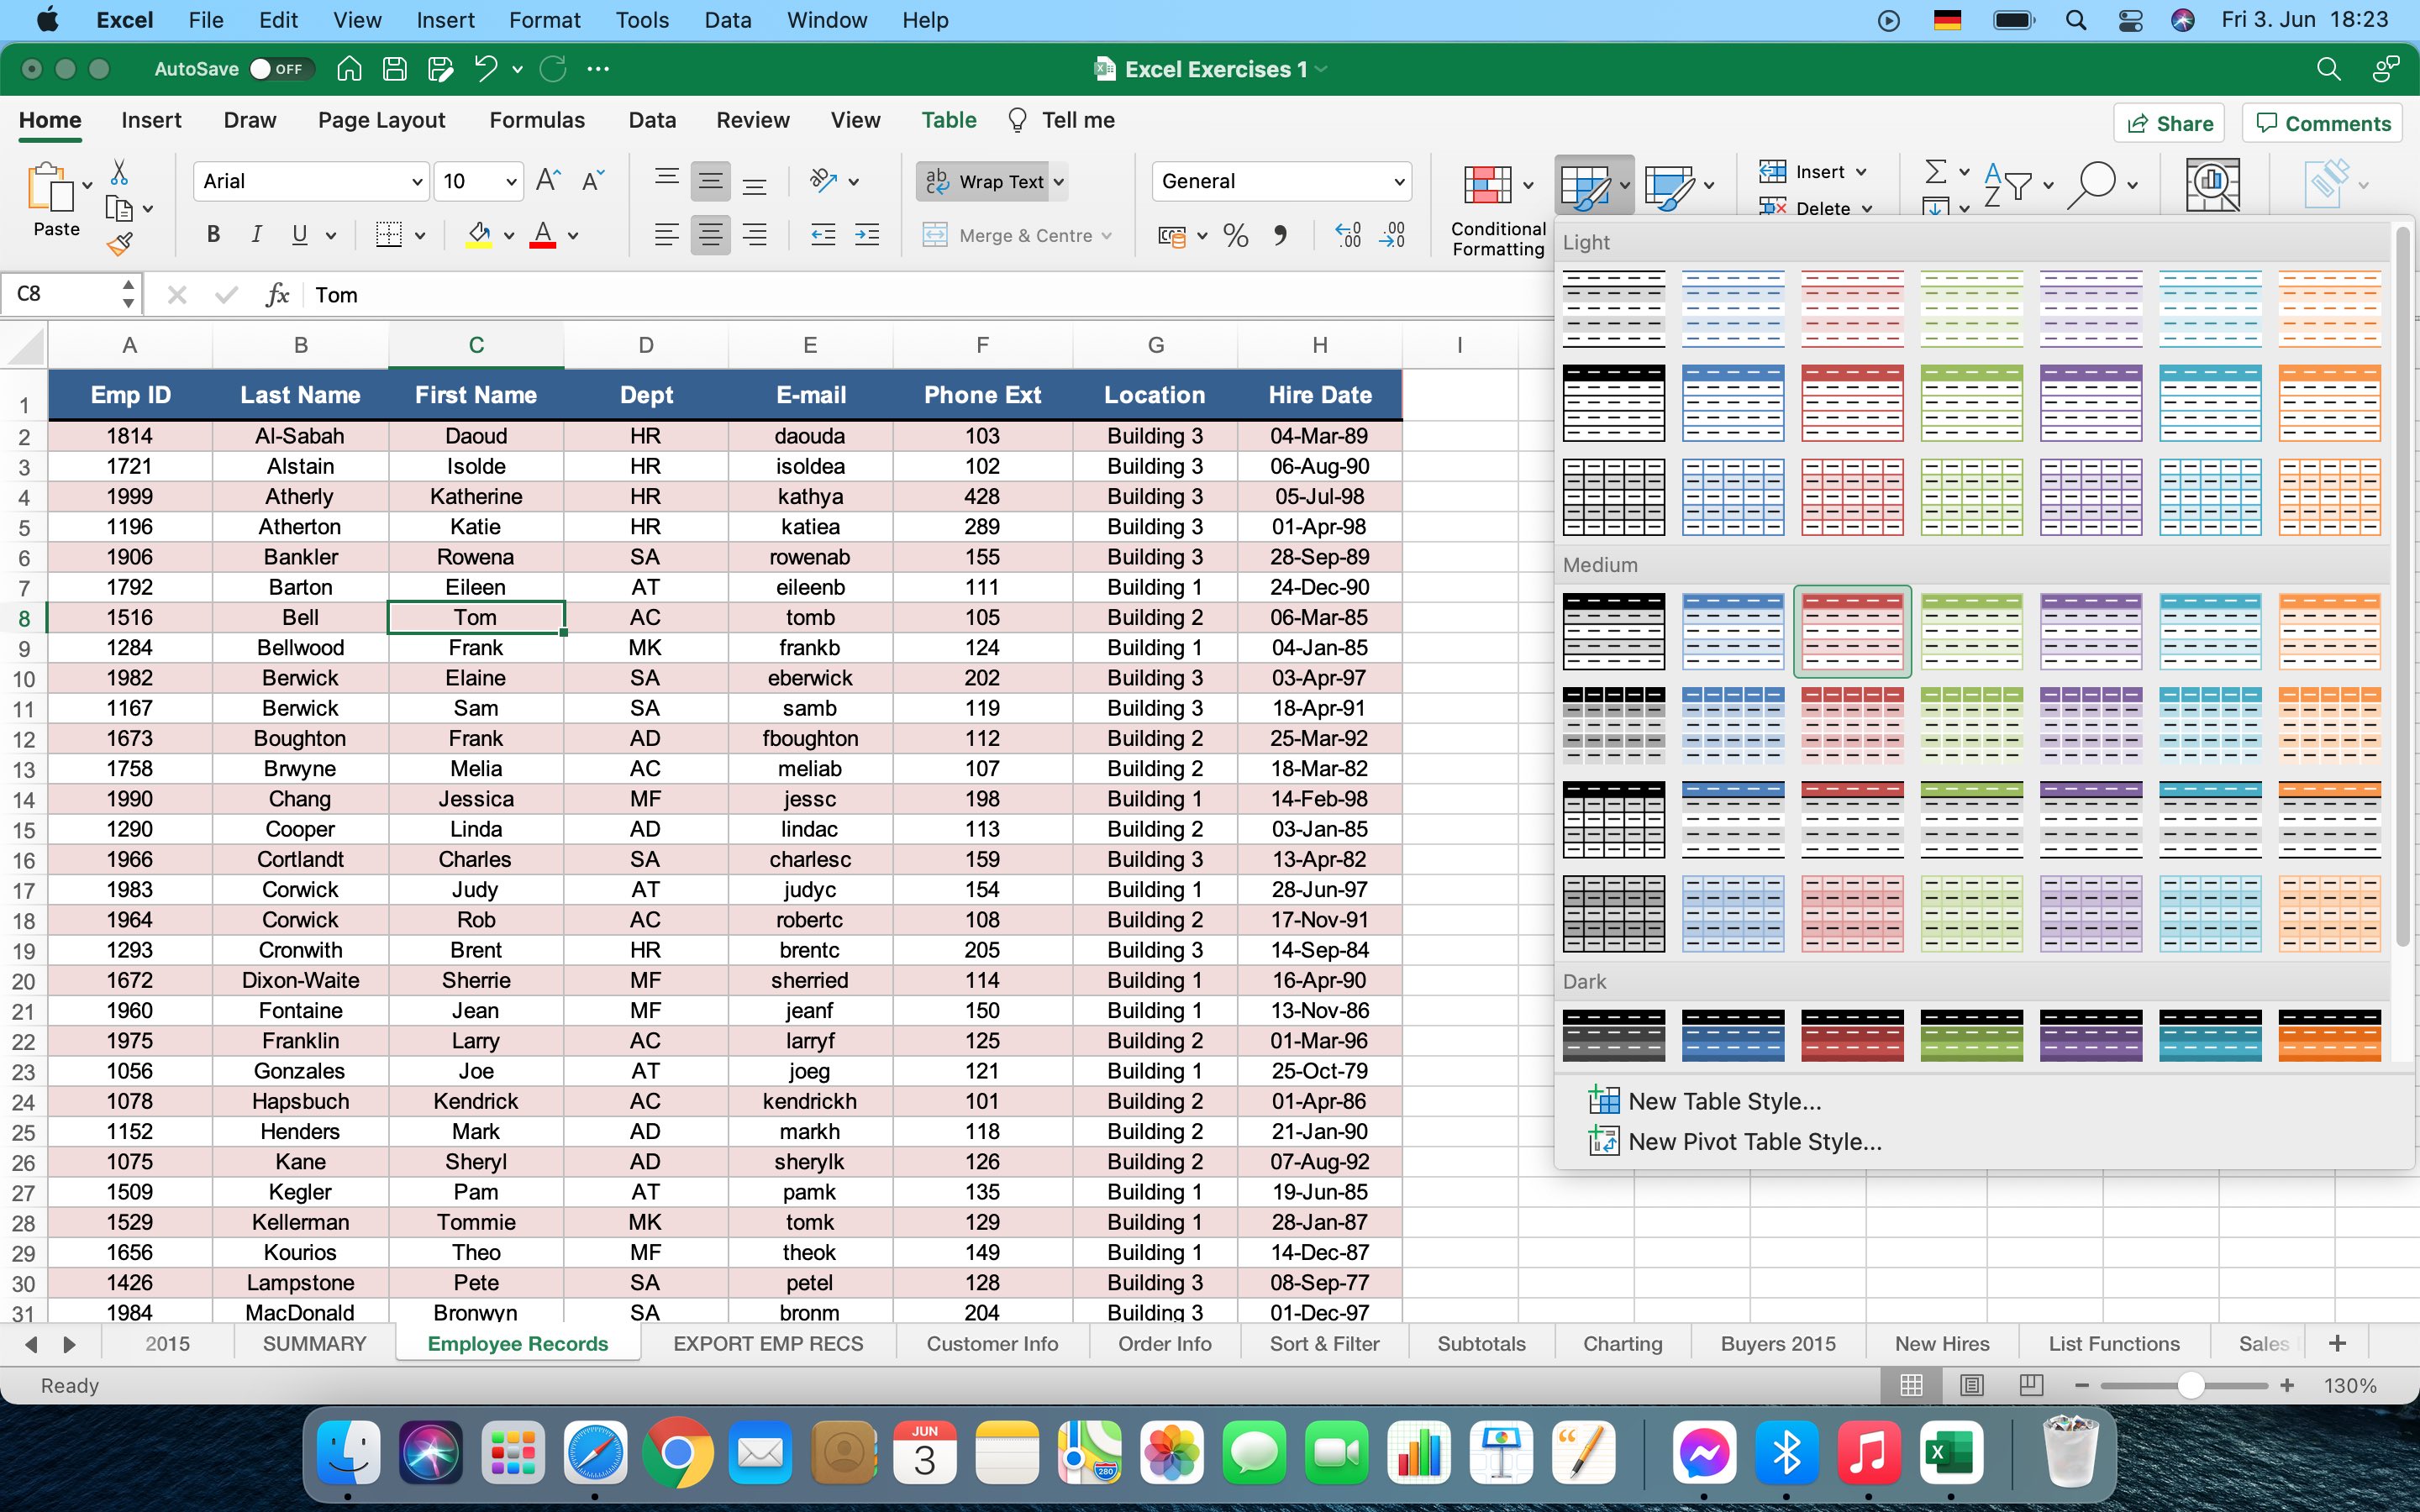 Excel File Edit View Insert Format Tools Data Window Help Fri 3. Jun 18:23
AutoSave OFF Excel Exercises 1
Home Insert Draw Page Layout Formulas Data Review View Table Tell me Share Comments
Arial 10 Wrap Text General Insert
Paste B I U Merge & Centre Conditional Formatting Delete
C8 fx Tom
Light
A B C D E F G H I
1 Emp ID Last Name First Name Dept E-mail Phone Ext Location Hire Date
2 1814 Al-Sabah Daoud HR daouda 103 Building 3 04-Mar-89
3 1721 Alstain Isolde HR isoldea 102 Building 3 06-Aug-90
4 1999 Atherly Katherine HR kathya 428 Building 3 05-Jul-98
5 1196 Atherton Katie HR katiea 289 Building 3 01-Apr-98
6 1906 Bankler Rowena SA rowenab 155 Building 3 28-Sep-89
7 1792 Barton Eileen AT eileenb 111 Building 1 24-Dec-90
8 1516 Bell Tom AC tomb 105 Building 2 06-Mar-85
9 1284 Bellwood Frank MK frankb 124 Building 1 04-Jan-85
10 1982 Berwick Elaine SA eberwick 202 Building 3 03-Apr-97
11 1167 Berwick Sam SA samb 119 Building 3 18-Apr-91
12 1673 Boughton Frank AD fboughton 112 Building 2 25-Mar-92
13 1758 Brwyne Melia AC meliab 107 Building 2 18-Mar-82
14 1990 Chang Jessica MF jessc 198 Building 1 14-Feb-98
15 1290 Cooper Linda AD lindac 113 Building 2 03-Jan-85
16 1966 Cortlandt Charles SA charlesc 159 Building 3 13-Apr-82
17 1983 Corwick Judy AT judyc 154 Building 1 28-Jun-97
18 1964 Corwick Rob AC robertc 108 Building 2 17-Nov-91
19 1293 Cronwith Brent HR brentc 205 Building 3 14-Sep-84
20 1672 Dixon-Waite Sherrie MF sherried 114 Building 1 16-Apr-90
21 1960 Fontaine Jean MF jeanf 150 Building 1 13-Nov-86
22 1975 Franklin Larry AC larryf 125 Building 2 01-Mar-96
23 1056 Gonzales Joe AT joeg 121 Building 1 25-Oct-79
24 1078 Hapsbuch Kendrick AC kendrickh 101 Building 2 01-Apr-86
25 1152 Henders Mark AD markh 118 Building 2 21-Jan-90
26 1075 Kane Sheryl AD sherylk 126 Building 2 07-Aug-92
27 1509 Kegler Pam AT pamk 135 Building 1 19-Jun-85
28 1529 Kellerman Tommie MK tomk 129 Building 1 28-Jan-87
29 1656 Kourios Theo MF theok 149 Building 1 14-Dec-87
30 1426 Lampstone Pete SA petel 128 Building 3 08-Sep-77
31 1984 MacDonald Bronwyn SA bronm 204 Building 3 01-Dec-97
Medium
Dark
New Table Style...
New Pivot Table Style...
2015 SUMMARY Employee Records EXPORT EMP RECS Customer Info Order Info Sort & Filter Subtotals Charting Buyers 2015 New Hires List Functions Sales
Ready 130%
JUN
3
280